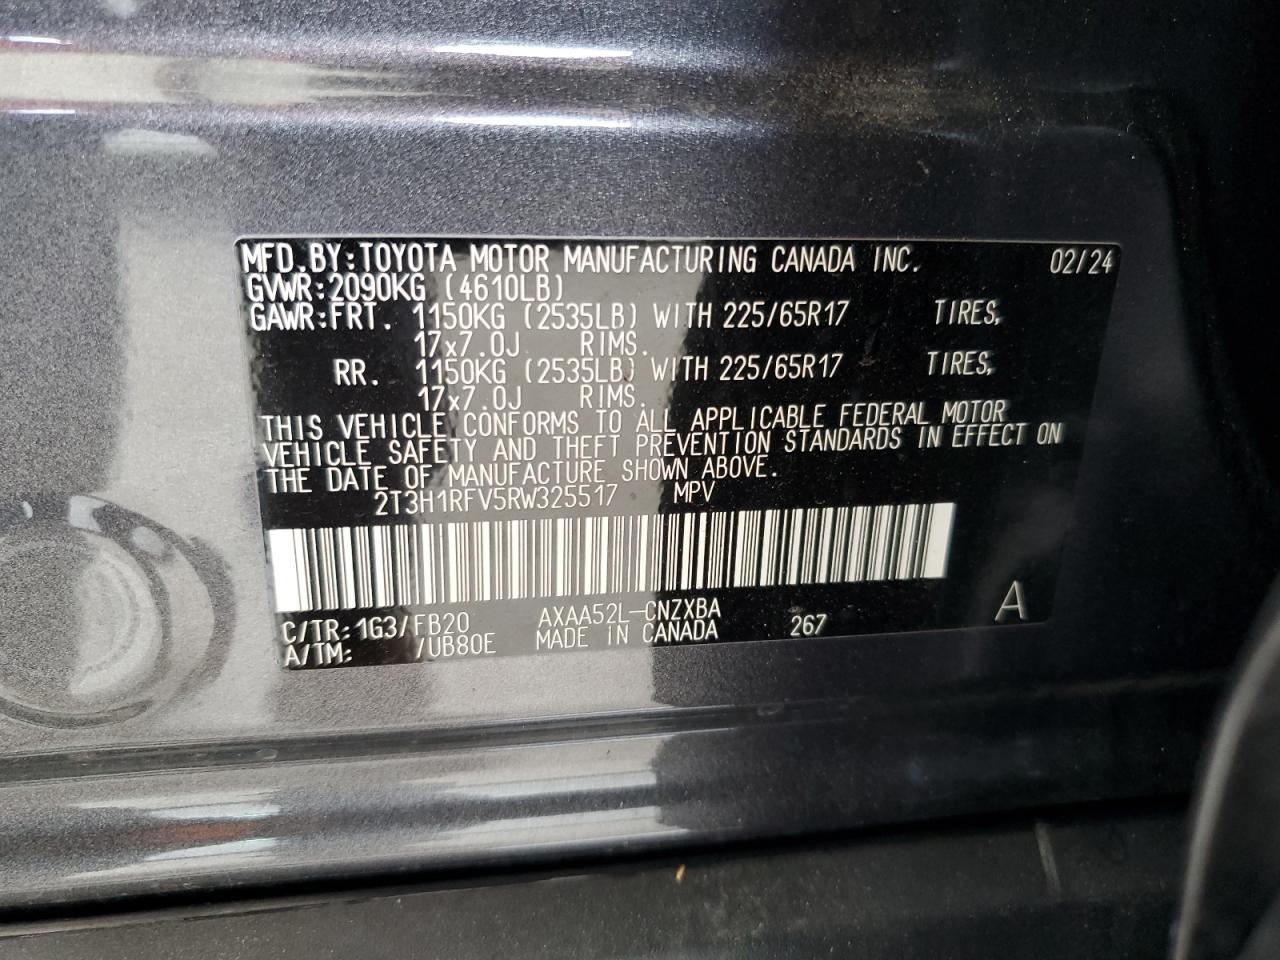 MFD.BY:TOYOTA MOTOR MANUFACTURING CANADA INC. 02/24
GVWR:2090KG (4610LB)
GAWR:FRT. 1150KG (2535LB) WITH 225/65R17 TIRES,
17x7.0J RIMS.
RR. 1150KG (2535LB) WITH 225/65R17 TIRES,
17x7.0J RIMS.
THIS VEHICLE CONFORMS TO ALL APPLICABLE FEDERAL MOTOR
VEHICLE SAFETY AND THEFT PREVENTION STANDARDS IN EFFECT ON
THE DATE OF MANUFACTURE SHOWN ABOVE.
2T3H1RFV5RW325517 MPV
C/TR:1G3/FB20 AXAA52L-CNZXBA
A/TM: /UB80E MADE IN CANADA 267 A